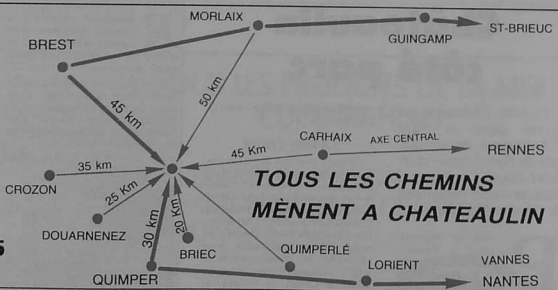 MORLAIX
ST-BRIEUC
GUINGAMP
BREST
45 km
50 km
CARHAIX
AXE CENTRAL
45 Km
RENNES
35 km
CROZON
25 Km
TOUS LES CHEMINS
MÈNENT A CHATEAULIN
DOUARNENEZ
30 km
20 Km
BRIEC
QUIMPERLÉ
5
QUIMPER
LORIENT
VANNES
NANTES